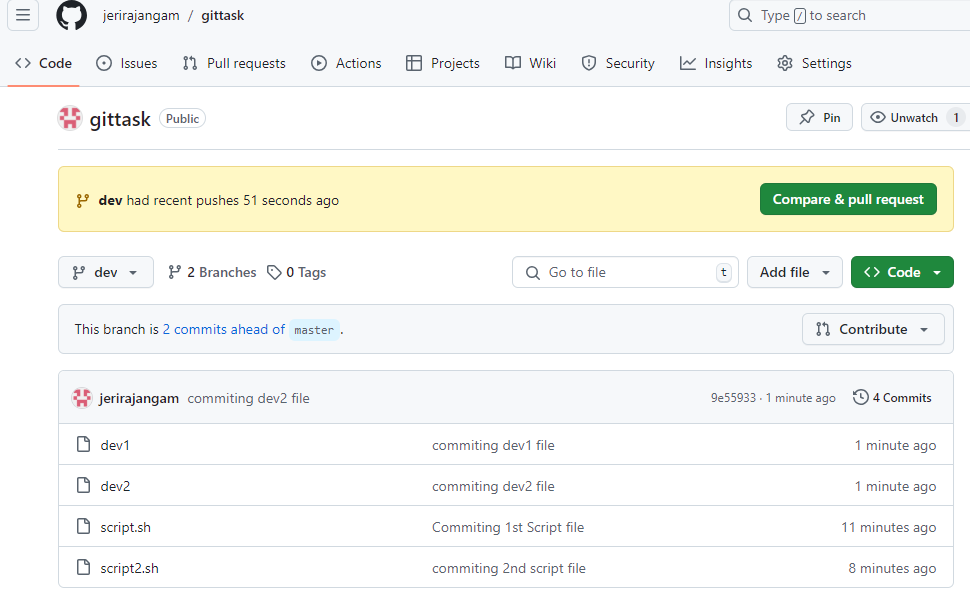 jerirajangam / gittask Type / to search
Code Issues Pull requests Actions Projects Wiki Security Insights Settings
gittask Public Pin Unwatch 1
dev had recent pushes 51 seconds ago Compare & pull request
dev 2 Branches 0 Tags Go to file t Add file Code
This branch is 2 commits ahead of master . Contribute
jerirajangam commiting dev2 file 9e55933 · 1 minute ago 4 Commits
dev1 commiting dev1 file 1 minute ago
dev2 commiting dev2 file 1 minute ago
script.sh Commiting 1st Script file 11 minutes ago
script2.sh commiting 2nd script file 8 minutes ago